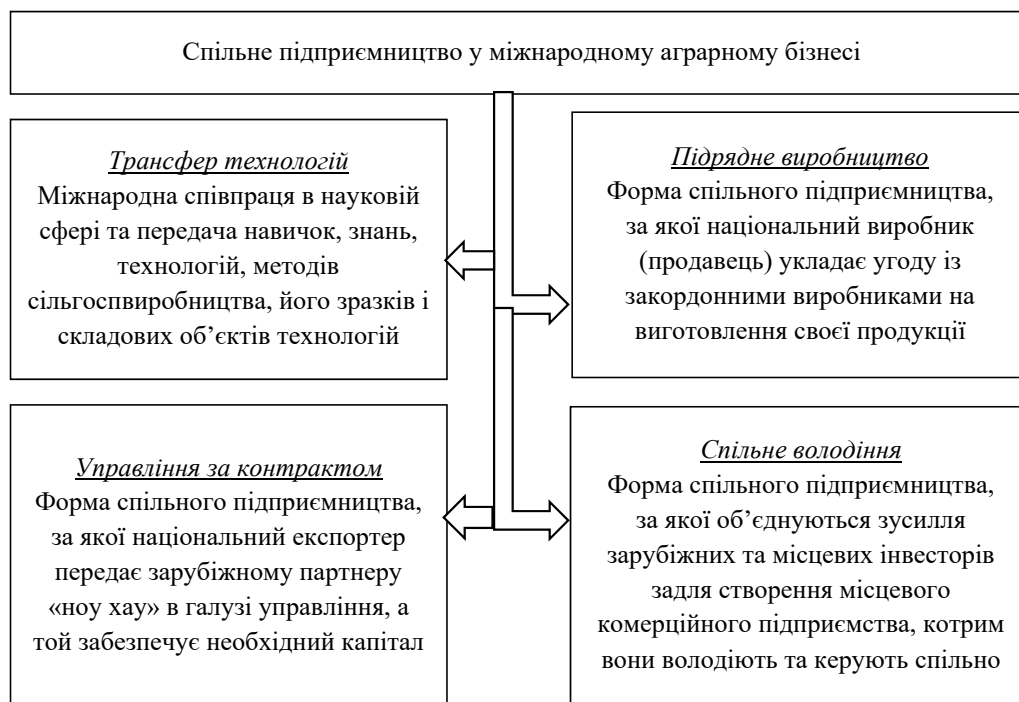 Спільне підприємництво у міжнародному аграрному бізнесі
Трансфер технологій
Міжнародна співпраця в науковій
сфері та передача навичок, знань,
технологій, методів
сільгоспвиробництва, його зразків і
складових об’єктів технологій
Підрядне виробництво
Форма спільного підприємництва,
за якої національний виробник
(продавець) укладає угоду із
закордонними виробниками на
виготовлення своєї продукції
Управління за контрактом
Форма спільного підприємництва,
за якої національний експортер
передає зарубіжному партнеру
«ноу хау» в галузі управління, а
той забезпечує необхідний капітал
Спільне володіння
Форма спільного підприємництва,
за якої об’єднуються зусилля
зарубіжних та місцевих інвесторів
задля створення місцевого
комерційного підприємства, котрим
вони володіють та керують спільно